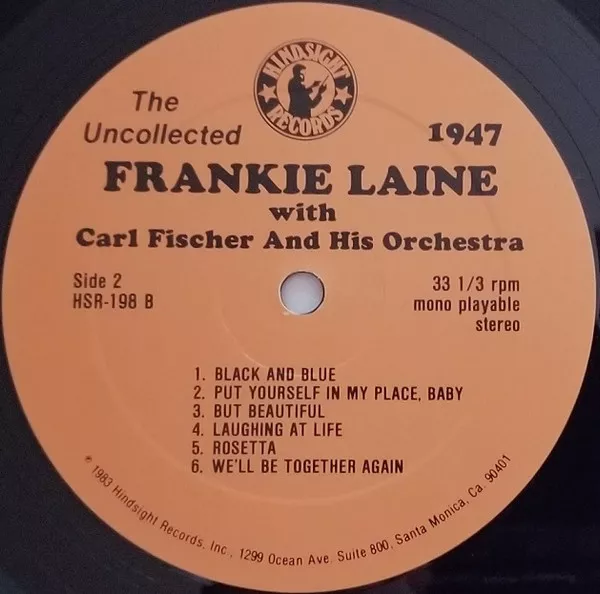 HINDSIGHT
RECORDS
The
Uncollected
1947
FRANKIE LAINE
with
Carl Fischer And His Orchestra
Side 2
HSR-198 B
33 1/3 rpm
mono playable
stereo
1. BLACK AND BLUE
2. PUT YOURSELF IN MY PLACE, BABY
3. BUT BEAUTIFUL
4. LAUGHING AT LIFE
5. ROSETTA
6. WE'LL BE TOGETHER AGAIN
℗ 1983 Hindsight Records, Inc., 1299 Ocean Ave. Suite 800, Santa Monica, Ca. 90401